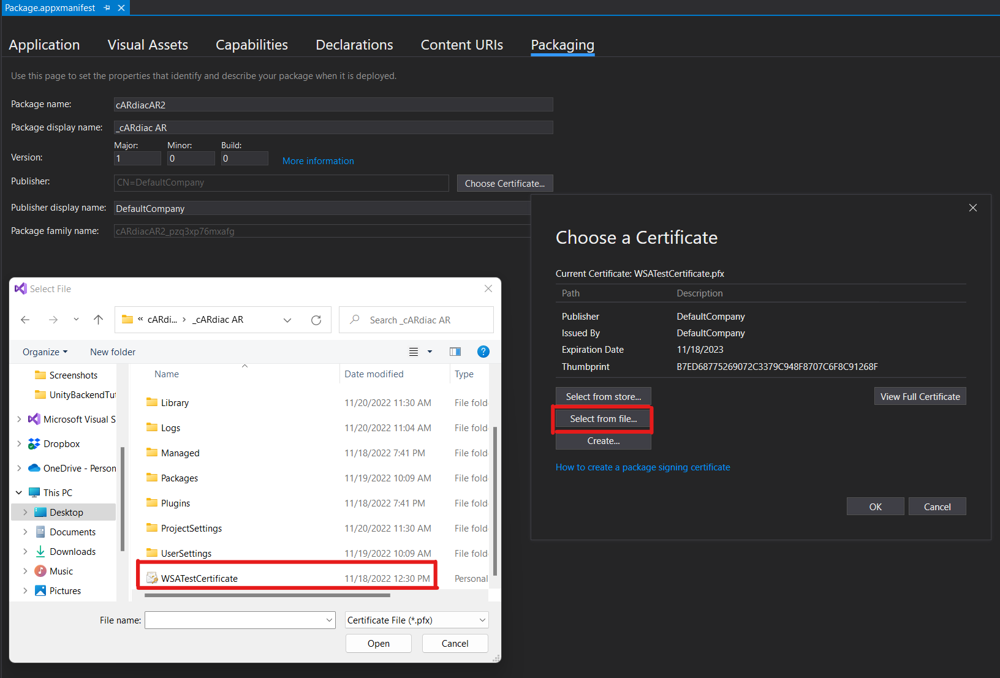 Package.appxmanifest
Application Visual Assets Capabilities Declarations Content URIs Packaging
Use this page to set the properties that identify and describe your package when it is deployed.
Package name: cARdiacAR2
Package display name: _cARdiac AR
Major: Minor: Build:
Version: 1 0 0 More information
Publisher: CN=DefaultCompany Choose Certificate...
Publisher display name: DefaultCompany
Package family name: cARdiacAR2_pzq3xp76mxafg
Choose a Certificate
Current Certificate: WSATestCertificate.pfx
Path Description
Publisher DefaultCompany
Issued By DefaultCompany
Expiration Date 11/18/2023
Thumbprint B7ED68775269072C3379C948F8707C6F8C91268F
Select from store... View Full Certificate
Select from file...
Create...
How to create a package signing certificate
OK Cancel
Select File
« cARdi... › _cARdiac AR Search _cARdiac AR
Organize New folder
Screenshots
UnityBackendTut
Microsoft Visual S
Dropbox
OneDrive - Person
This PC
Desktop
Documents
Downloads
Music
Pictures
Name Date modified Type
Library 11/20/2022 11:30 AM File fold
Logs 11/20/2022 11:04 AM File fold
Managed 11/18/2022 7:41 PM File fold
Packages 11/19/2022 10:09 AM File fold
Plugins 11/18/2022 7:41 PM File fold
ProjectSettings 11/20/2022 11:30 AM File fold
UserSettings 11/19/2022 10:09 AM File fold
WSATestCertificate 11/18/2022 12:30 PM Personal
File name: Certificate File (*.pfx)
Open Cancel